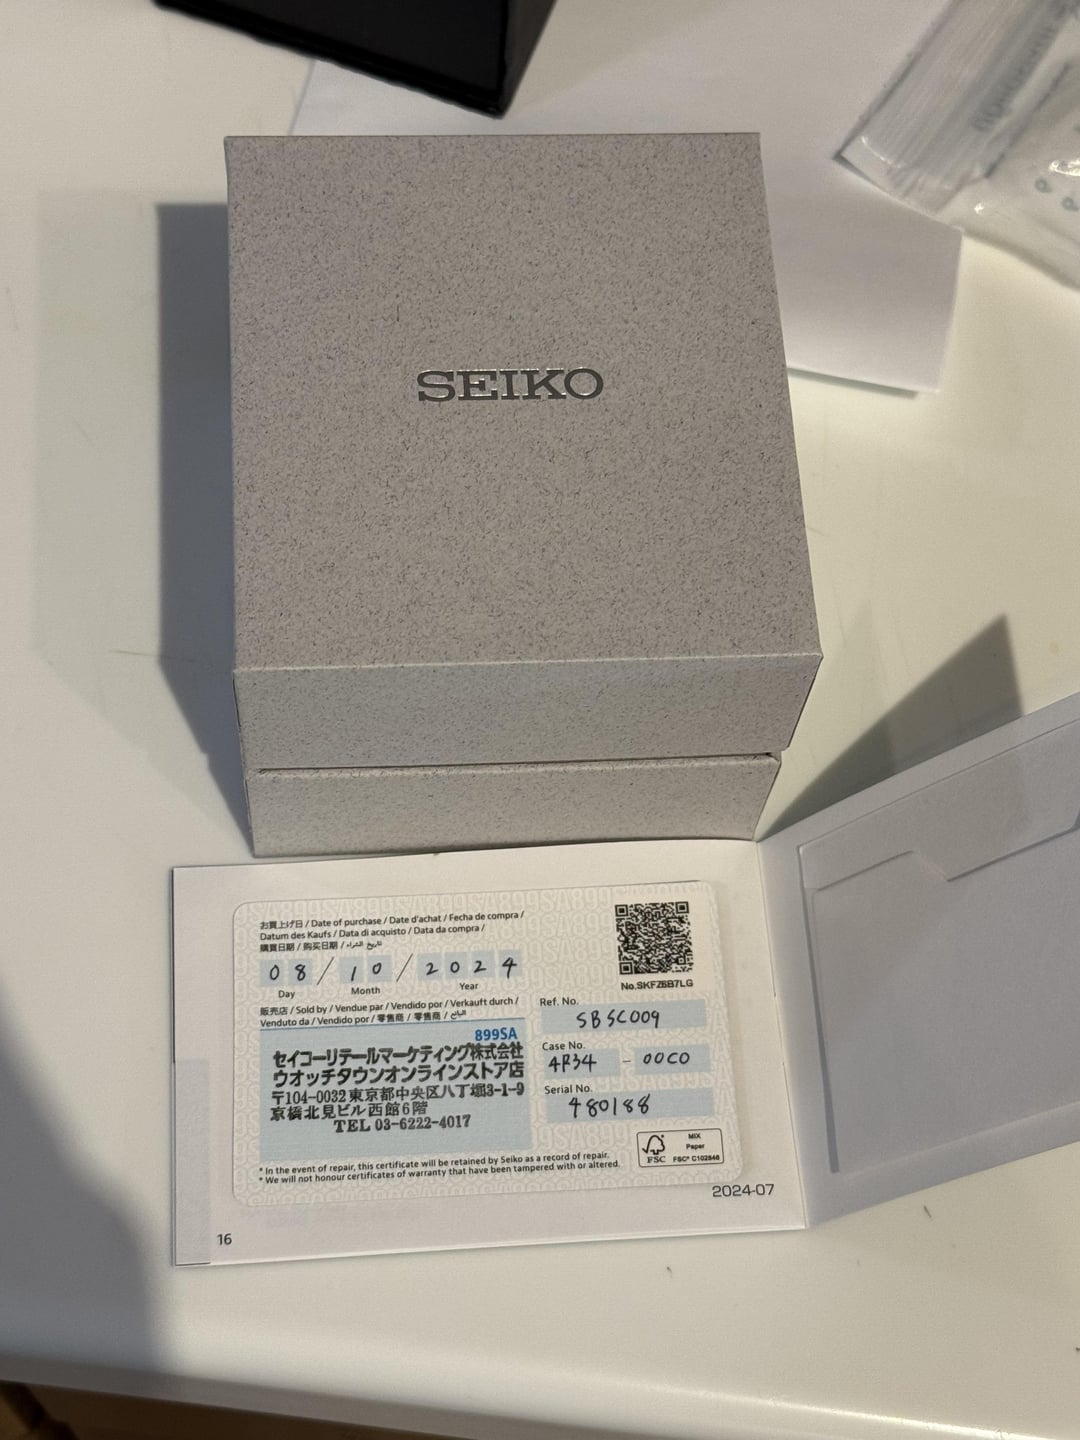 SEIKO
お買上げ日 / Date of purchase / Date d'achat / Fecha de compra /
Datum des Kaufs / Data di acquisto / Data da compra /
購買日期 / 购买日期 / تاريخ الشراء
08 / 10 / 2024
Day Month Year
販売店 / Sold by / Vendue par / Vendido por / Verkauft durch /
Venduto da / Vendido por / 零售商 / 零售商 / البائع
899SA
セイコーリテールマーケティング株式会社
ウオッチタウンオンラインストア店
〒104-0032 東京都中央区八丁堀3-1-9
京橋北見ビル西館6階
TEL 03-6222-4017
No.SKFZ6B7LG
Ref. No.
SBSC009
Case No.
4R34 - 00C0
Serial No.
480188
FSC
MIX
Paper
FSC® C102846
* In the event of repair, this certificate will be retained by Seiko as a record of repair.
* We will not honour certificates of warranty that have been tampered with or altered.
2024-07
16